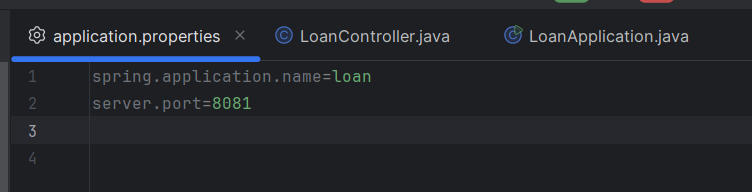 application.properties × LoanController.java LoanApplication.java
1 spring.application.name=loan
2 server.port=8081
3
4